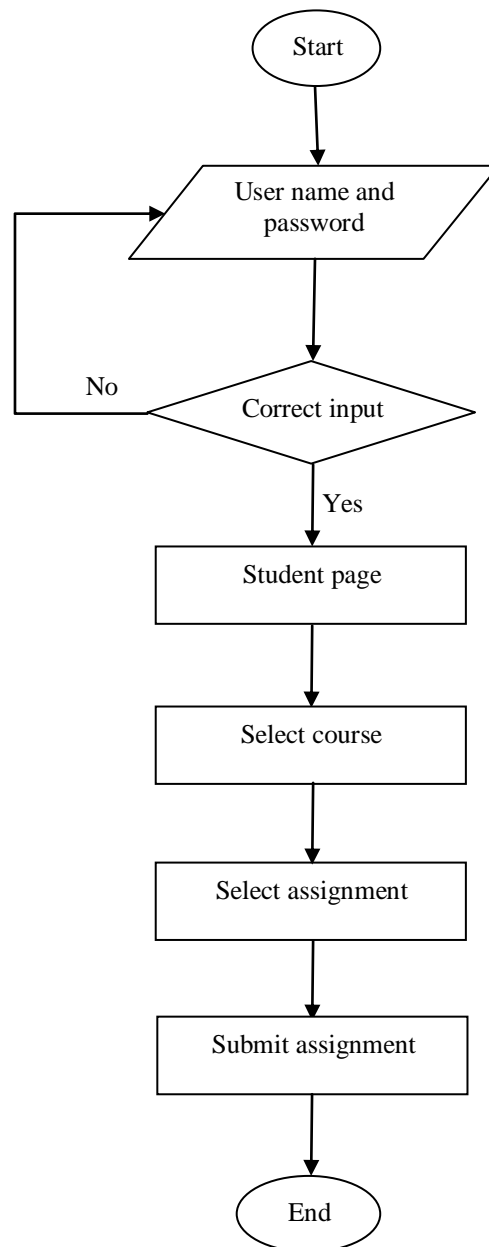 Start
User name and
password
Correct input
No
Yes
Student page
Select course
Select assignment
Submit assignment
End